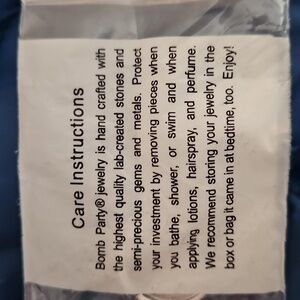 Care Instructions
Bomb Party® jewelry is hand crafted with
the highest quality lab-created stones and
semi-precious gems and metals. Protect
your investment by removing pieces when
you bathe, shower, or swim and when
applying lotions, hairspray, and perfume.
We recommend storing your jewelry in the
box or bag it came in at bedtime, too. Enjoy!